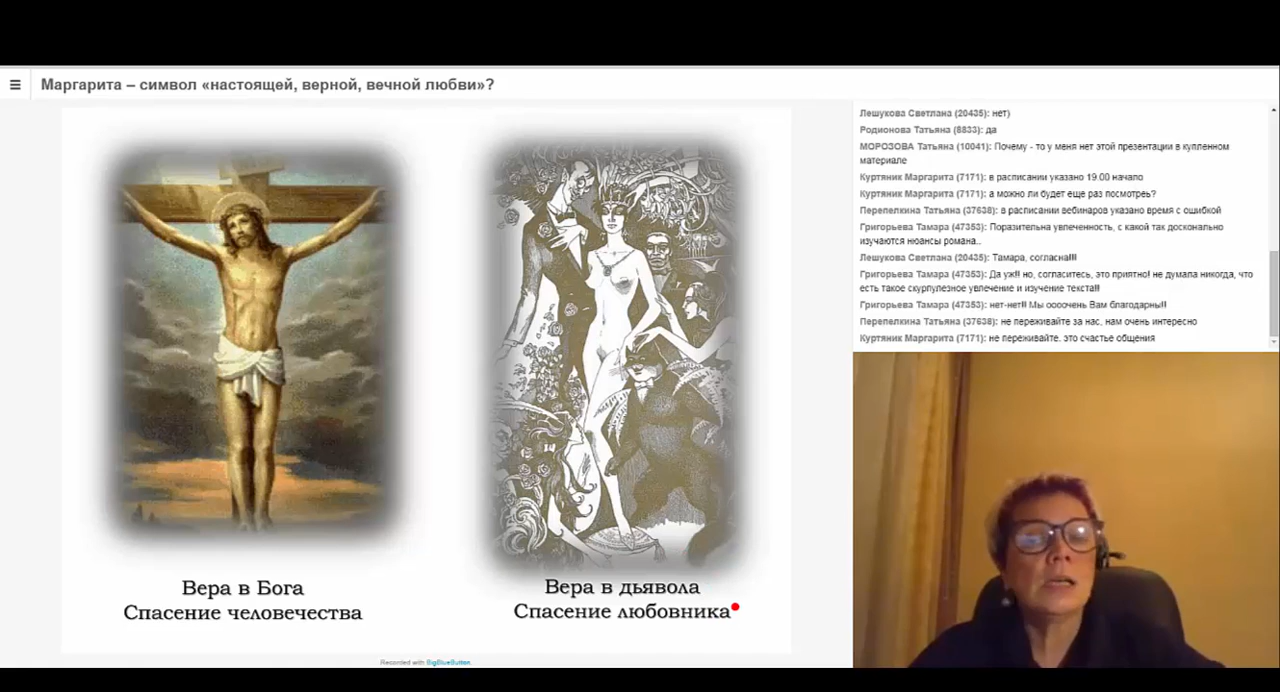 Маргарита – символ «настоящей, верной, вечной любви»?
Лешукова Светлана (20435): нет)
Родионова Татьяна (8833): да
МОРОЗОВА Татьяна (10041): Почему - то у меня нет этой презентации в купленном
материале
Куртяник Маргарита (7171): в расписании указано 19.00 начало
Куртяник Маргарита (7171): а можно ли будет еще раз посмотреь?
Перепелкина Татьяна (37638): в расписании вебинаров указано время с ошибкой
Григорьева Тамара (47353): Поразительна увлеченность, с какой так досконально
изучаются нюансы романа..
Лешукова Светлана (20435): Тамара, согласна!!!
Григорьева Тамара (47353): Да уж!! но, согласитесь, это приятно! не думала никогда, что
есть такое скурпулезное увлечение и изучение текста!!!
Григорьева Тамара (47353): нет-нет!! Мы оооочень Вам благодарны!!
Перепелкина Татьяна (37638): не переживайте за нас, нам очень интересно
Куртяник Маргарита (7171): не переживайте. это счастье общения
Вера в Бога
Спасение человечества
Вера в дьявола
Спасение любовника
Recorded with BigBlueButton.